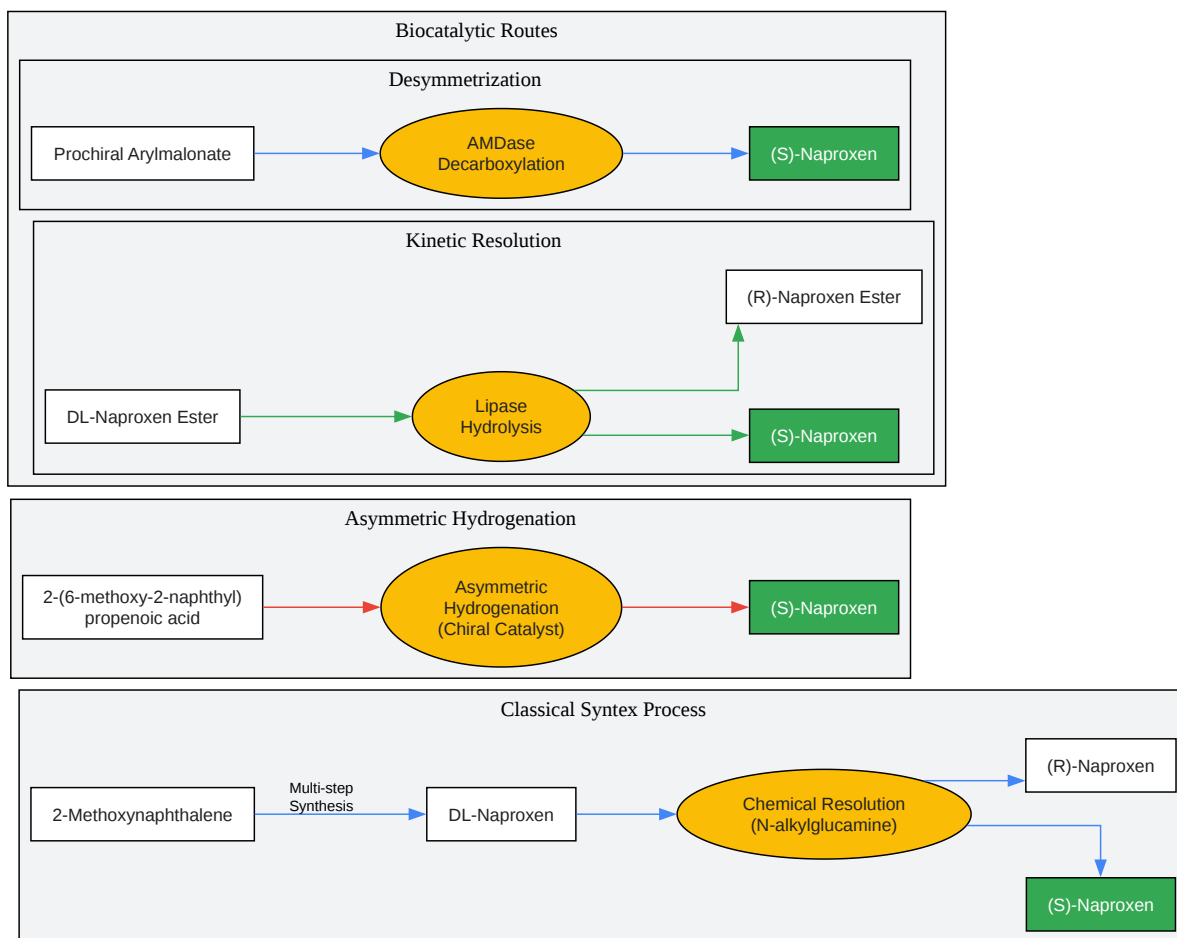 Biocatalytic Routes
Desymmetrization
Prochiral Arylmalonate
AMDase
Decarboxylation
(S)-Naproxen
Kinetic Resolution
(R)-Naproxen Ester
DL-Naproxen Ester
Lipase
Hydrolysis
(S)-Naproxen
Asymmetric Hydrogenation
2-(6-methoxy-2-naphthyl)
propenoic acid
Asymmetric
Hydrogenation
(Chiral Catalyst)
(S)-Naproxen
Classical Syntex Process
2-Methoxynaphthalene
Multi-step
Synthesis
DL-Naproxen
Chemical Resolution
(N-alkylglucamine)
(R)-Naproxen
(S)-Naproxen